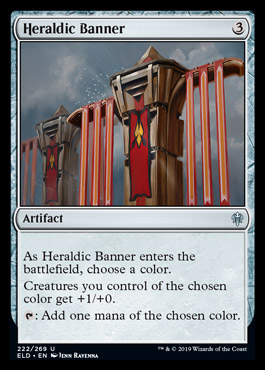 Heraldic Banner 3
Artifact
As Heraldic Banner enters the
battlefield, choose a color.
Creatures you control of the chosen
color get +1/+0.
: Add one mana of the chosen color.
222/269 U
ELD • EN Jenn Ravenna
™ & © 2019 Wizards of the Coast